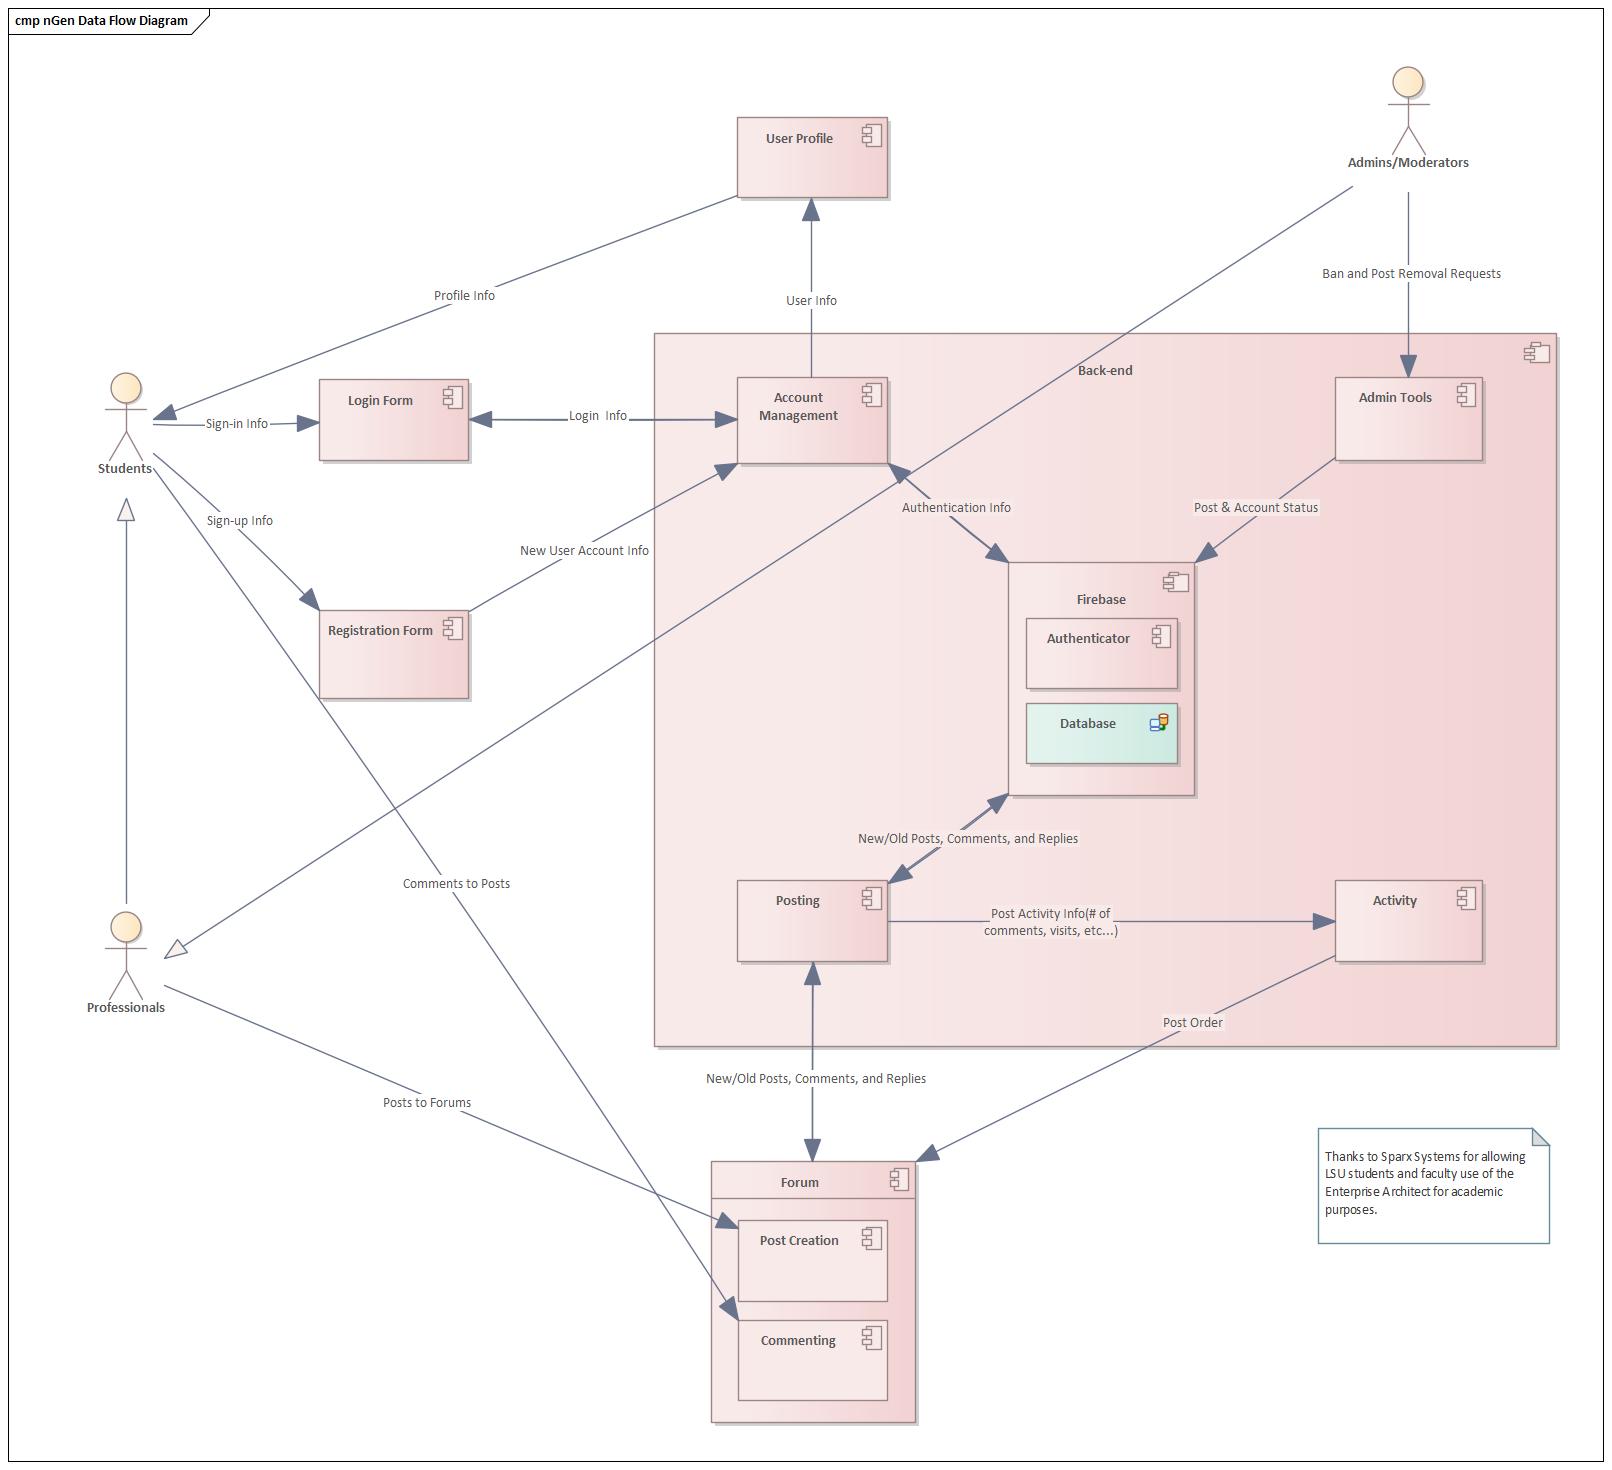 cmp nGen Data Flow Diagram
User Profile
Admins/Moderators
Ban and Post Removal Requests
Profile Info
User Info
Back-end
Account
Management
Admin Tools
Login Form
Sign-in Info
Login  Info
Students
Authentication Info
Post & Account Status
Sign-up Info
New User Account Info
Firebase
Registration Form
Authenticator
Database
New/Old Posts, Comments, and Replies
Comments to Posts
Posting
Post Activity Info(# of
comments, visits, etc...)
Activity
Professionals
Post Order
New/Old Posts, Comments, and Replies
Posts to Forums
Thanks to Sparx Systems for allowing
LSU students and faculty use of the
Enterprise Architect for academic
purposes.
Forum
Post Creation
Commenting